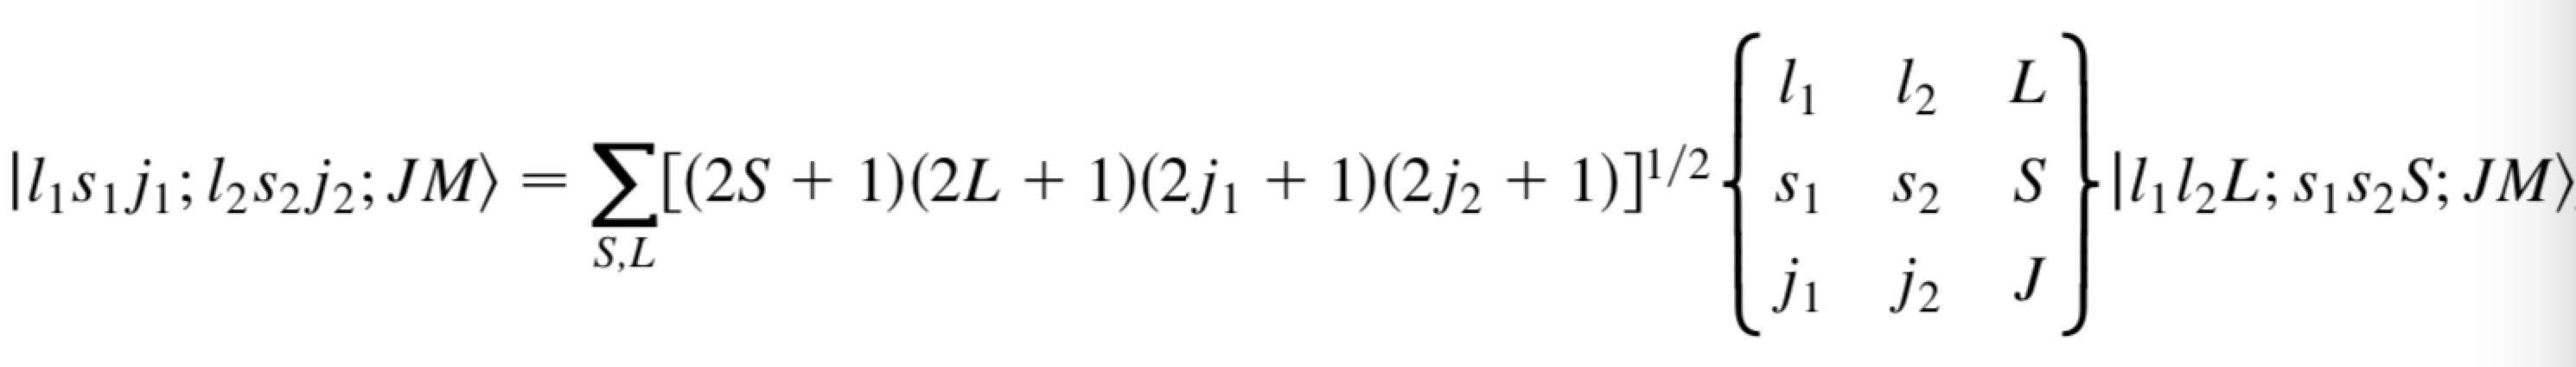 |l₁s₁j₁; l₂s₂j₂; JM⟩ = ∑_{S,L} [(2S + 1)(2L + 1)(2j₁ + 1)(2j₂ + 1)]^{1/2} { l₁ l₂ L ; s₁ s₂ S ; j₁ j₂ J } |l₁l₂L; s₁s₂S; JM⟩